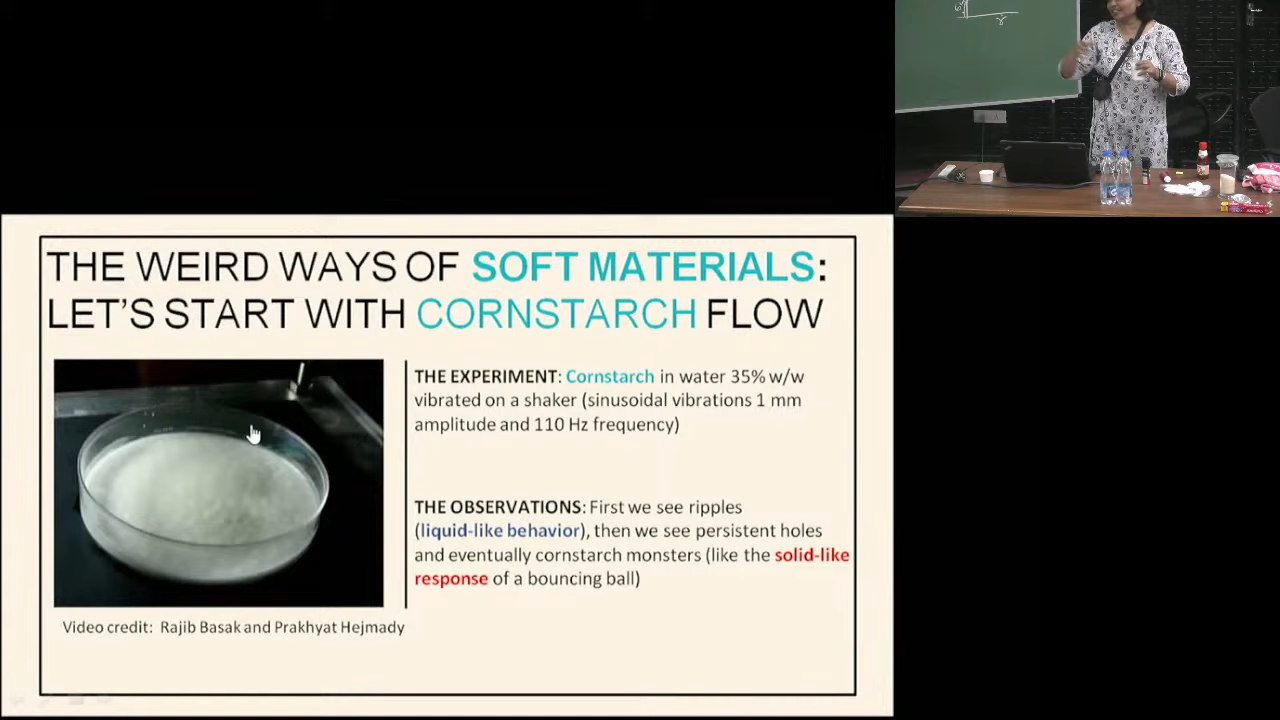 THE WEIRD WAYS OF SOFT MATERIALS:
LET'S START WITH CORNSTARCH FLOW
THE EXPERIMENT: Cornstarch in water 35% w/w
vibrated on a shaker (sinusoidal vibrations 1 mm
amplitude and 110 Hz frequency)
THE OBSERVATIONS: First we see ripples
(liquid-like behavior), then we see persistent holes
and eventually cornstarch monsters (like the solid-like
response of a bouncing ball)
Video credit: Rajib Basak and Prakhyat Hejmady